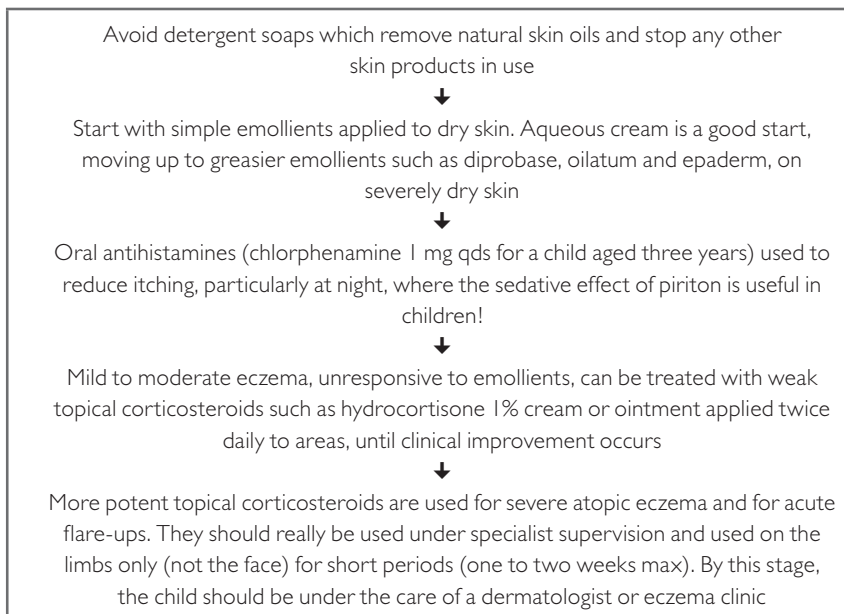 Avoid detergent soaps which remove natural skin oils and stop any other
skin products in use
Start with simple emollients applied to dry skin. Aqueous cream is a good start,
moving up to greasier emollients such as diprobase, oilatum and epaderm, on
severely dry skin
Oral antihistamines (chlorphenamine 1 mg qds for a child aged three years) used to
reduce itching, particularly at night, where the sedative effect of piriton is useful in
children!
Mild to moderate eczema, unresponsive to emollients, can be treated with weak
topical corticosteroids such as hydrocortisone 1% cream or ointment applied twice
daily to areas, until clinical improvement occurs
More potent topical corticosteroids are used for severe atopic eczema and for acute
flare-ups. They should really be used under specialist supervision and used on the
limbs only (not the face) for short periods (one to two weeks max). By this stage,
the child should be under the care of a dermatologist or eczema clinic